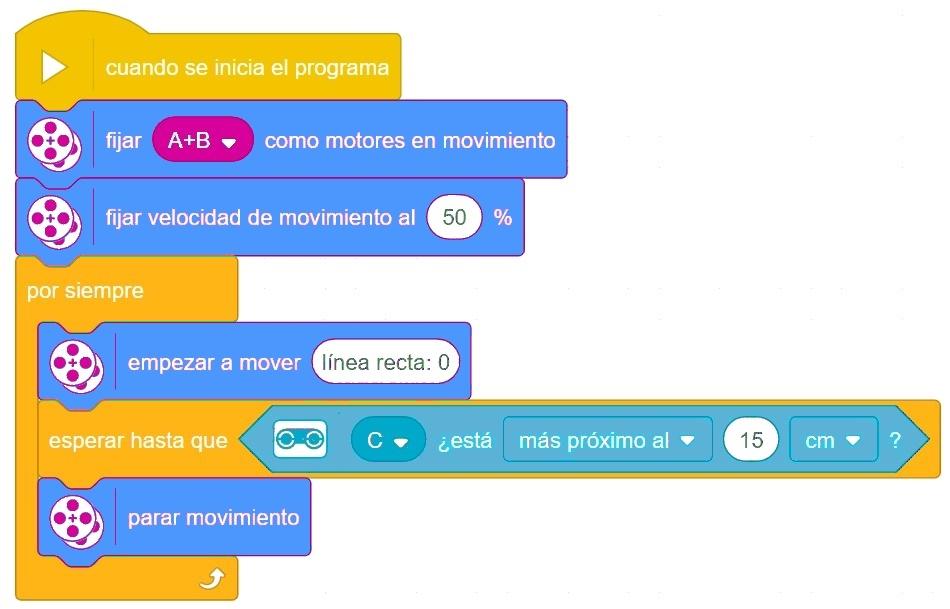 cuando se inicia el programa
fijar A+B como motores en movimiento
fijar velocidad de movimiento al 50 %
por siempre
empezar a mover línea recta: 0
esperar hasta que C ¿está más próximo al 15 cm ?
parar movimiento